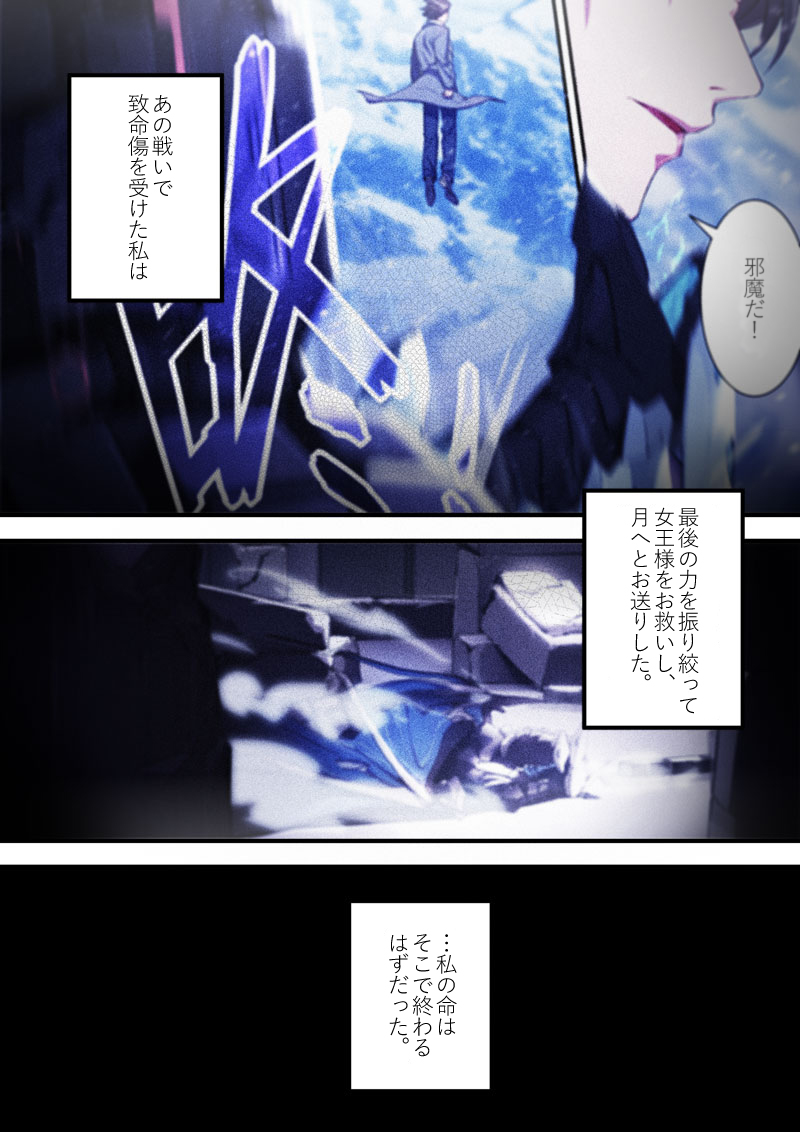 邪魔だ！
あの戦いで
致命傷を受けた私は
最後の力を振り絞って
女王様をお救いし、
月へとお送りした。
…私の命は
そこで終わる
はずだった。